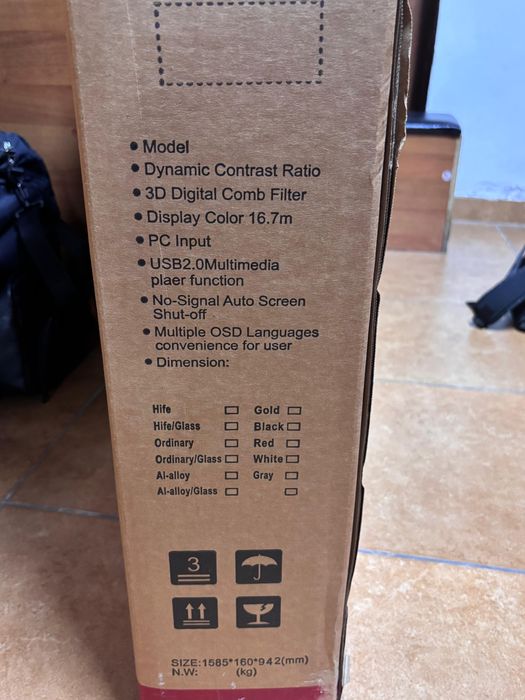 • Model
• Dynamic Contrast Ratio
• 3D Digital Comb Filter
• Display Color 16.7m
• PC Input
• USB2.0Multimedia
plaer function
• No-Signal Auto Screen
Shut-off
• Multiple OSD Languages
convenience for user
• Dimension:
Hife □ Gold □
Hife/Glass □ Black □
Ordinary □ Red □
Ordinary/Glass □ White □
Al-alloy □ Gray □
Al-alloy/Glass □ □
3
SIZE:1585*160*942(mm)
N.W: (kg)